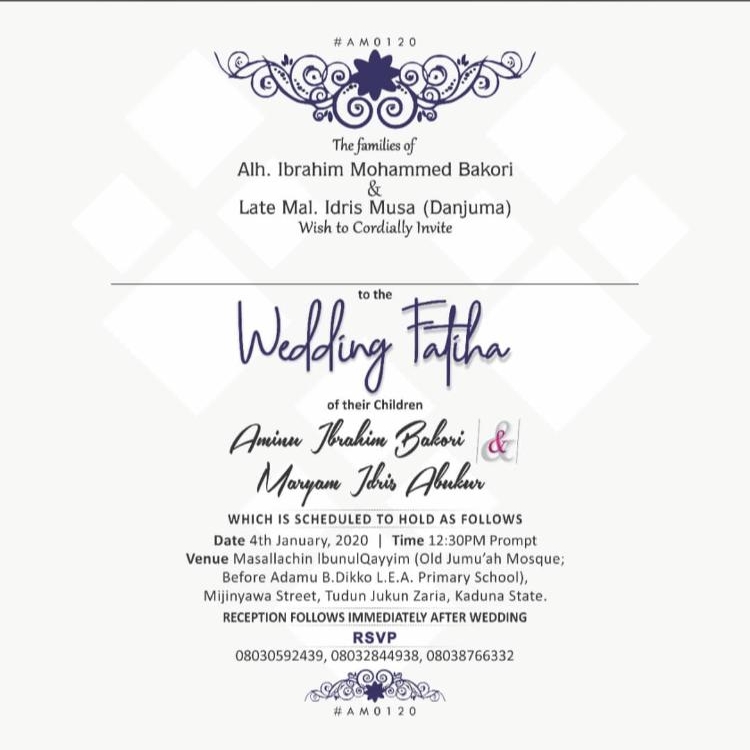 #AM0120
The families of
Alh. Ibrahim Mohammed Bakori
&
Late Mal. Idris Musa (Danjuma)
Wish to Cordially Invite
to the
Wedding Fatiha
of their Children
Aminu Ibrahim Bakori &
Maryam Idris Abukur
WHICH IS SCHEDULED TO HOLD AS FOLLOWS
Date 4th January, 2020 | Time 12:30PM Prompt
Venue Masallachin IbunulQayyim (Old Jumu'ah Mosque;
Before Adamu B.Dikko L.E.A. Primary School),
Mijinyawa Street, Tudun Jukun Zaria, Kaduna State.
RECEPTION FOLLOWS IMMEDIATELY AFTER WEDDING
RSVP
08030592439, 08032844938, 08038766332
#AM0120